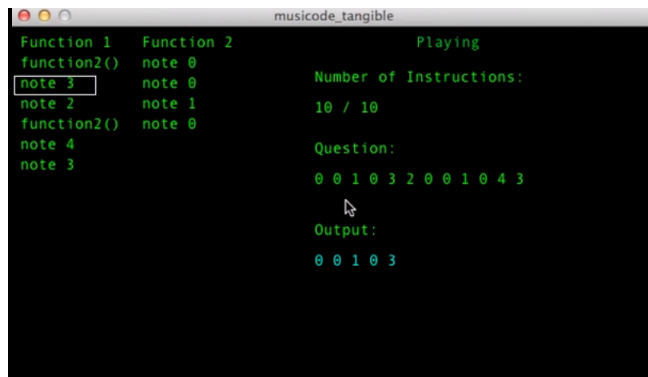 musicode_tangible
Function 1 Function 2 Playing
function2() note 0
note 3 note 0
note 2 note 1
function2() note 0
note 4
note 3
Number of Instructions:
10 / 10
Question:
0 0 1 0 3 2 0 0 1 0 4 3
Output:
0 0 1 0 3